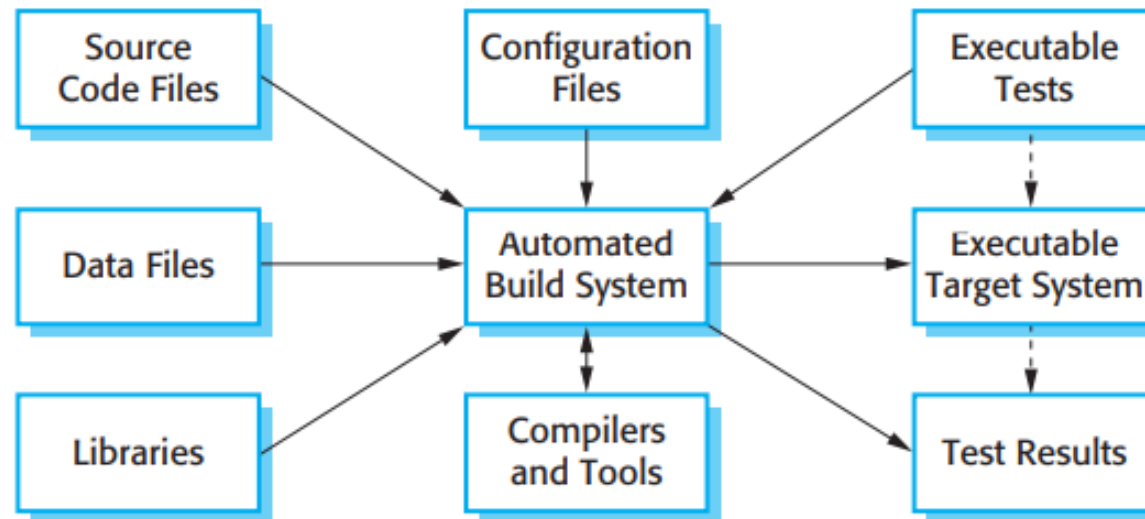 Source
Code Files
Configuration
Files
Executable
Tests
Data Files
Automated
Build System
Executable
Target System
Libraries
Compilers
and Tools
Test Results